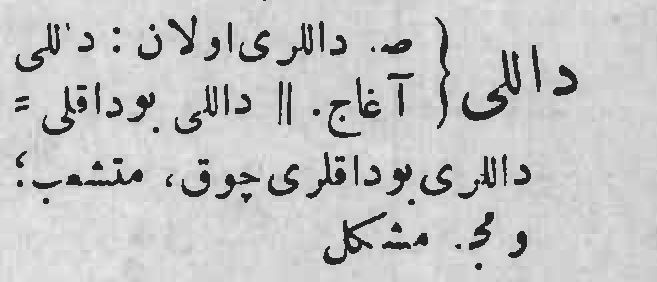 داللی { ص. داللری اولان : داللی
آغاج. || داللی بوداقلی =
داللری بوداقلری چوق، متشعب؛
و مج. مشکل